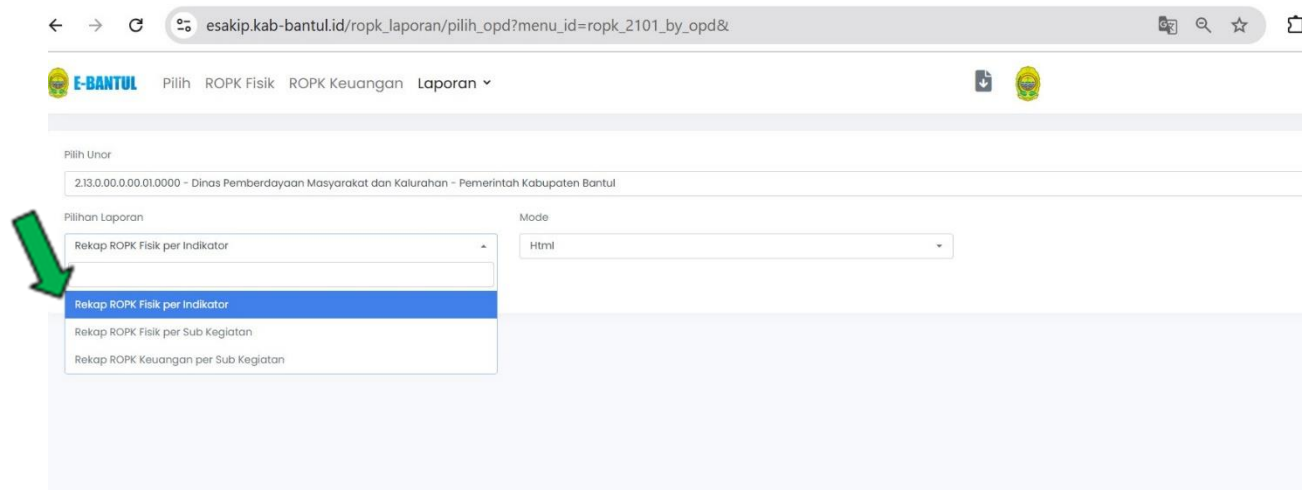 esakip.kab-bantul.id/ropk_laporan/pilih_opd?menu_id=ropk_2101_by_opd&
E-BANTUL Pilih ROPK Fisik ROPK Keuangan Laporan
Pilih Unor
2.13.0.00.0.00.01.0000 - Dinas Pemberdayaan Masyarakat dan Kalurahan - Pemerintah Kabupaten Bantul
Pilihan Laporan Mode
Rekap ROPK Fisik per Indikator Html
Rekap ROPK Fisik per Indikator
Rekap ROPK Fisik per Sub Kegiatan
Rekap ROPK Keuangan per Sub Kegiatan